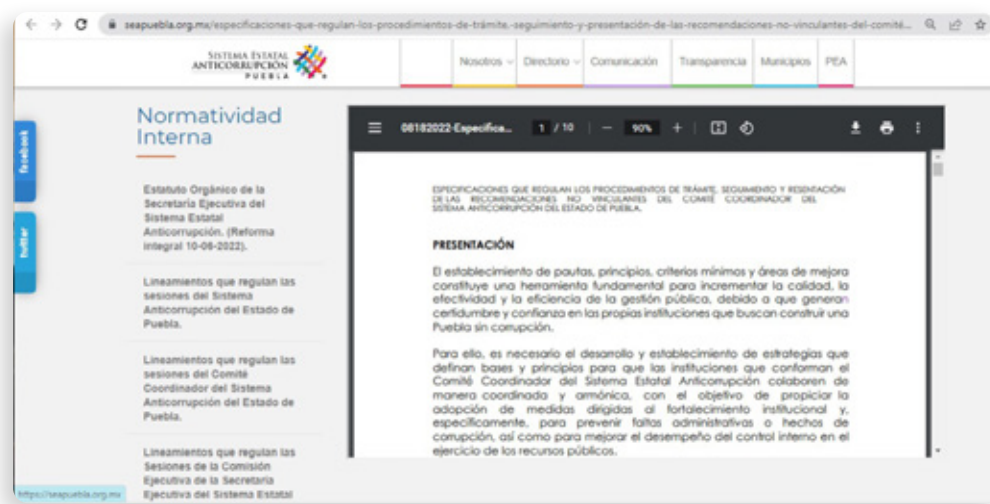 seapuebla.org.mx/especificaciones-que-regulan-los-procedimientos-de-trámite,-seguimiento-y-presentación-de-las-recomendaciones-no-vinculantes-del-comité...
SISTEMA ESTATAL
ANTICORRUPCIÓN
PUEBLA
Nosotros
Directorio
Comunicación
Transparencia
Municipios
PEA
facebook
twitter
Normatividad
Interna
Estatuto Orgánico de la
Secretaría Ejecutiva del
Sistema Estatal
Anticorrupción. (Reforma
integral 10-06-2022).
Lineamientos que regulan las
sesiones del Sistema
Anticorrupción del Estado de
Puebla.
Lineamientos que regulan las
sesiones del Comité
Coordinador del Sistema
Anticorrupción del Estado de
Puebla.
Lineamientos que regulan las
Sesiones de la Comisión
Ejecutiva de la Secretaría
Ejecutiva del Sistema Estatal
https://seapuebla.org.mx
08182022-Especifica... 1 / 10 90%
ESPECIFICACIONES QUE REGULAN LOS PROCEDIMIENTOS DE TRÁMITE, SEGUIMIENTO Y RESENTACIÓN
DE LAS RECOMENDACIONES NO VINCULANTES DEL COMITÉ COORDINADOR DEL
SISTEMA ANTICORRUPCIÓN DEL ESTADO DE PUEBLA.
PRESENTACIÓN
El establecimiento de pautas, principios, criterios mínimos y áreas de mejora
constituye una herramienta fundamental para incrementar la calidad, la
efectividad y la eficiencia de la gestión pública, debido a que generan
certidumbre y confianza en las propias instituciones que buscan construir una
Puebla sin corrupción.
Para ello, es necesario el desarrollo y establecimiento de estrategias que
definan bases y principios para que las instituciones que conforman el
Comité Coordinador del Sistema Estatal Anticorrupción colaboren de
manera coordinada y armónica, con el objetivo de propiciar la
adopción de medidas dirigidas al fortalecimiento institucional y,
específicamente, para prevenir faltas administrativas o hechos de
corrupción, así como para mejorar el desempeño del control interno en el
ejercicio de los recursos públicos.